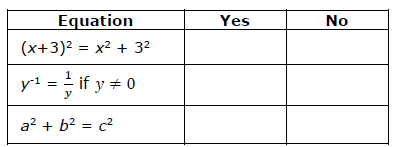 Equation Yes No
(x+3)² = x² + 3²
y⁻¹ = 1/y if y ≠ 0
a² + b² = c²